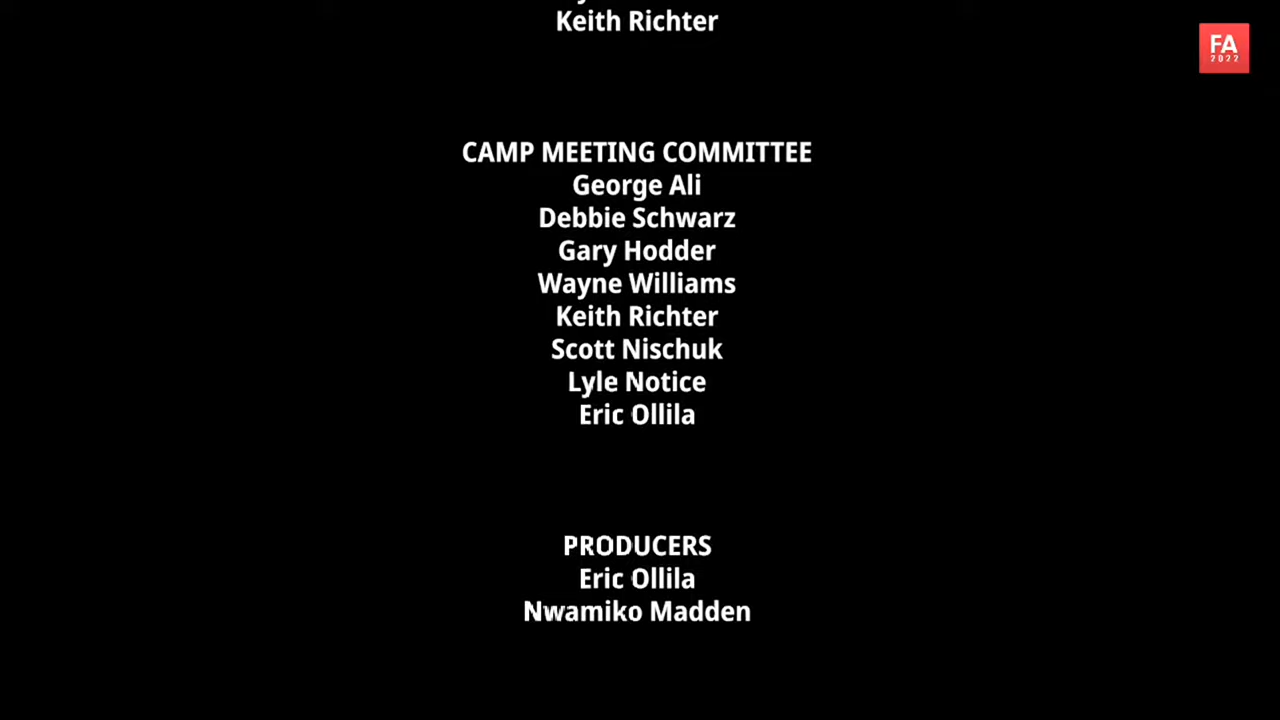 Keith Richter
FA
2022
CAMP MEETING COMMITTEE
George Ali
Debbie Schwarz
Gary Hodder
Wayne Williams
Keith Richter
Scott Nischuk
Lyle Notice
Eric Ollila
PRODUCERS
Eric Ollila
Nwamiko Madden